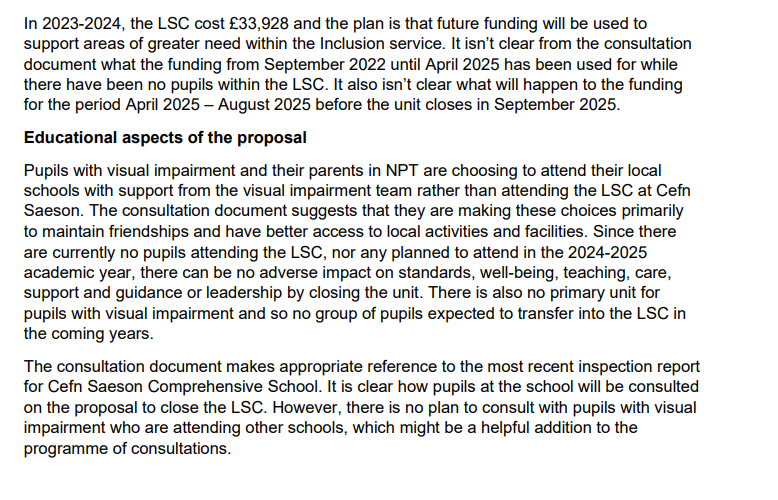 In 2023-2024, the LSC cost £33,928 and the plan is that future funding will be used to
support areas of greater need within the Inclusion service. It isn’t clear from the consultation
document what the funding from September 2022 until April 2025 has been used for while
there have been no pupils within the LSC. It also isn’t clear what will happen to the funding
for the period April 2025 – August 2025 before the unit closes in September 2025.
Educational aspects of the proposal
Pupils with visual impairment and their parents in NPT are choosing to attend their local
schools with support from the visual impairment team rather than attending the LSC at Cefn
Saeson. The consultation document suggests that they are making these choices primarily
to maintain friendships and have better access to local activities and facilities. Since there
are currently no pupils attending the LSC, nor any planned to attend in the 2024-2025
academic year, there can be no adverse impact on standards, well-being, teaching, care,
support and guidance or leadership by closing the unit. There is also no primary unit for
pupils with visual impairment and so no group of pupils expected to transfer into the LSC in
the coming years.
The consultation document makes appropriate reference to the most recent inspection report
for Cefn Saeson Comprehensive School. It is clear how pupils at the school will be consulted
on the proposal to close the LSC. However, there is no plan to consult with pupils with visual
impairment who are attending other schools, which might be a helpful addition to the
programme of consultations.